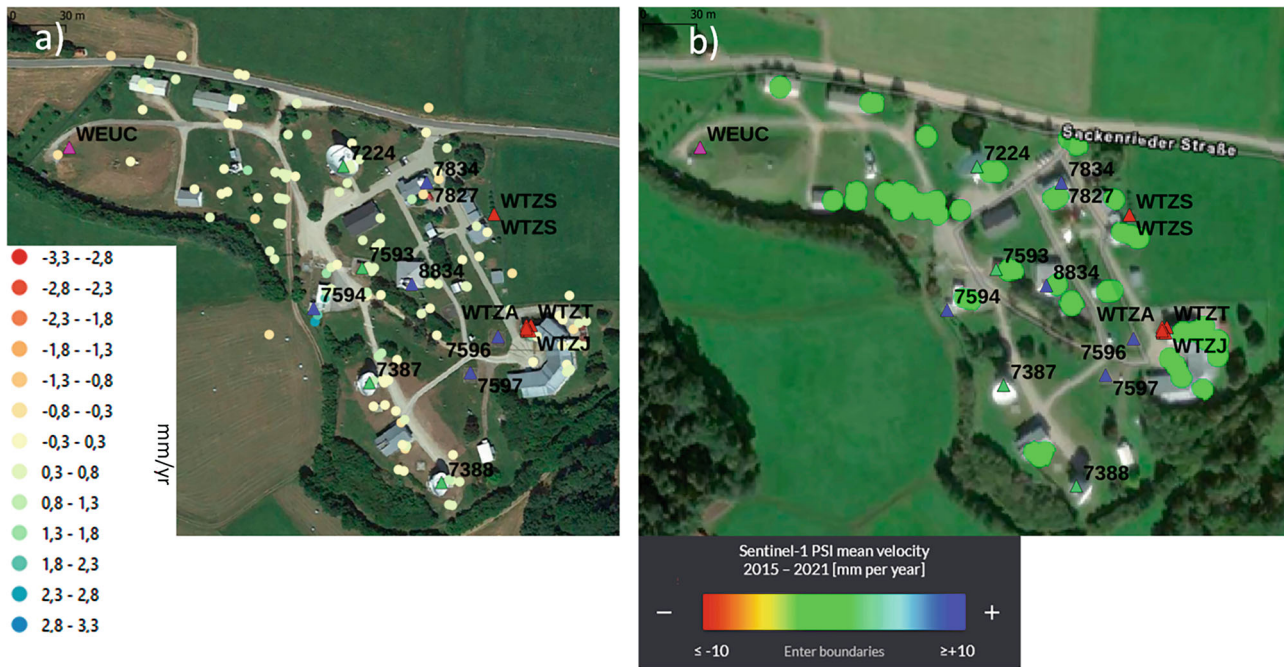 30 m
a)
WEUC
7224
7834
7827
WTZS
WTZS
7593
8834
7594
WTZA
WTZT
WTZJ
7596
7597
7387
7388
-3,3 - -2,8
-2,8 - -2,3
-2,3 - -1,8
-1,8 - -1,3
-1,3 - -0,8
-0,8 - -0,3
-0,3 - 0,3
0,3 - 0,8
0,8 - 1,3
1,3 - 1,8
1,8 - 2,3
2,3 - 2,8
2,8 - 3,3
mm/yr
30 m
b)
Sackenrieder Straße
WEUC
7224
7834
7827
WTZS
WTZS
7593
8834
7594
WTZA
WTZT
WTZJ
7596
7597
7387
7388
Sentinel-1 PSI mean velocity
2015 – 2021 [mm per year]
− +
≤ -10 Enter boundaries ≥+10